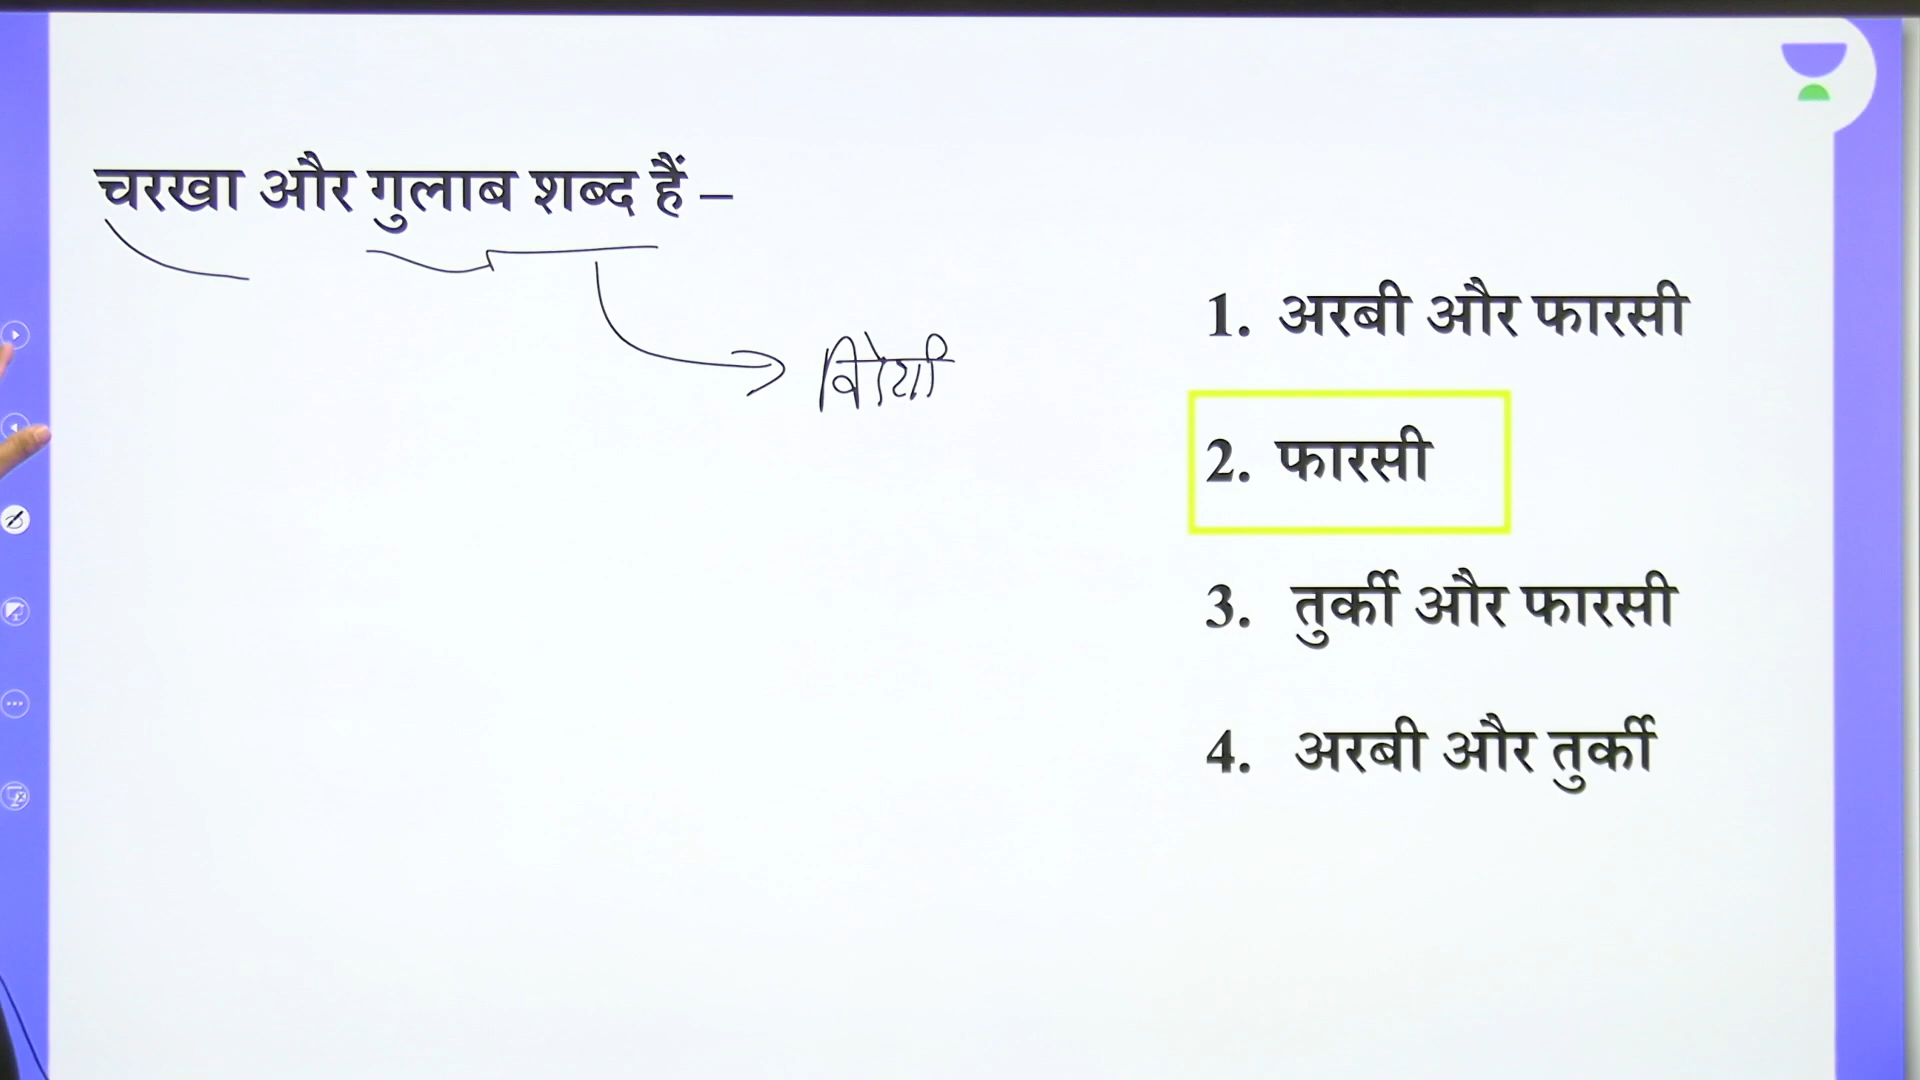 चरखा और गुलाब शब्द हैं –
1. अरबी और फारसी
2. फारसी
3. तुर्की और फारसी
4. अरबी और तुर्की